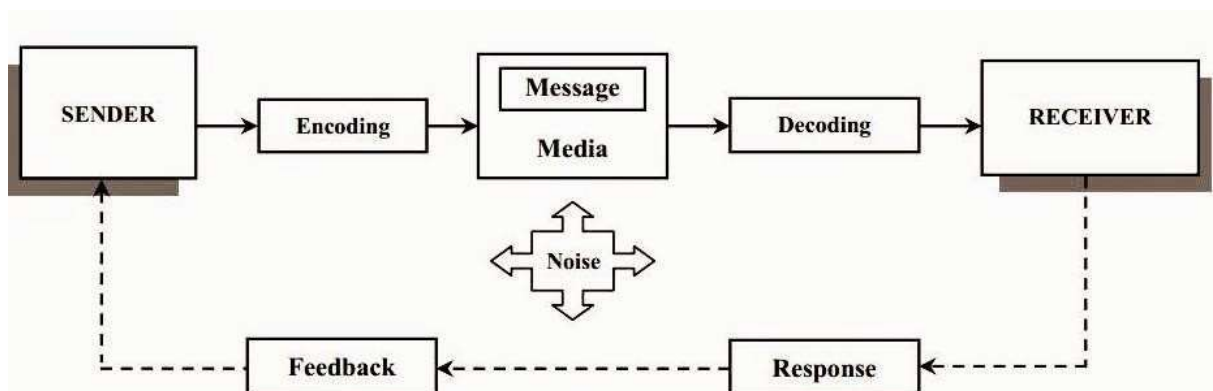 SENDER
Encoding
Message
Media
Decoding
RECEIVER
Noise
Feedback
Response